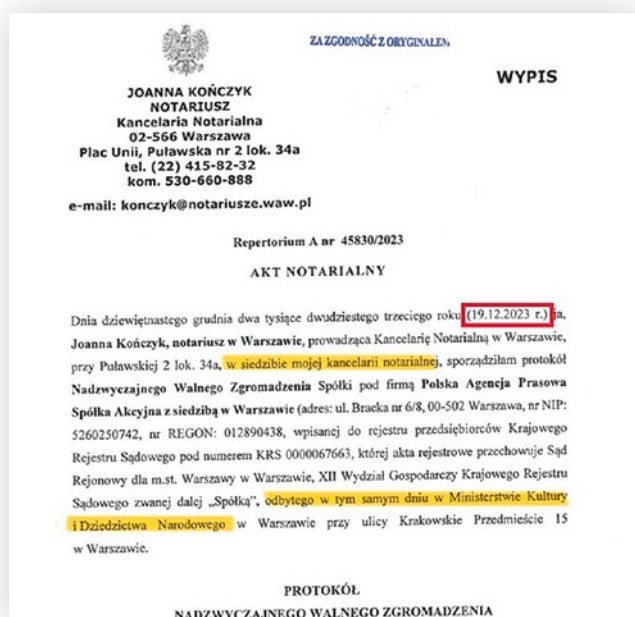 ZA ZGODNOŚĆ Z ORYGINAŁEM.
WYPIS
JOANNA KOŃCZYK
NOTARIUSZ
Kancelaria Notarialna
02-566 Warszawa
Plac Unii, Puławska nr 2 lok. 34a
tel. (22) 415-82-32
kom. 530-660-888
e-mail: konczyk@notariusze.waw.pl
Repertorium A nr 45830/2023
AKT NOTARIALNY
Dnia dziewiętnastego grudnia dwa tysiące dwudziestego trzeciego roku (19.12.2023 r.) ja,
Joanna Kończyk, notariusz w Warszawie, prowadząca Kancelarię Notarialną w Warszawie,
przy Puławskiej 2 lok. 34a, w siedzibie mojej kancelarii notarialnej, sporządziłam protokół
Nadzwyczajnego Walnego Zgromadzenia Spółki pod firmą Polska Agencja Prasowa
Spółka Akcyjna z siedzibą w Warszawie (adres: ul. Bracka nr 6/8, 00-502 Warszawa, nr NIP:
5260250742, nr REGON: 012890438, wpisanej do rejestru przedsiębiorców Krajowego
Rejestru Sądowego pod numerem KRS 0000067663, której akta rejestrowe przechowuje Sąd
Rejonowy dla m.st. Warszawy w Warszawie, XII Wydział Gospodarczy Krajowego Rejestru
Sądowego zwanej dalej „Spółką”, odbytego w tym samym dniu w Ministerstwie Kultury
i Dziedzictwa Narodowego w Warszawie przy ulicy Krakowskie Przedmieście 15
w Warszawie.
PROTOKÓŁ
NADZWYCZAJNEGO WALNEGO ZGROMADZENIA